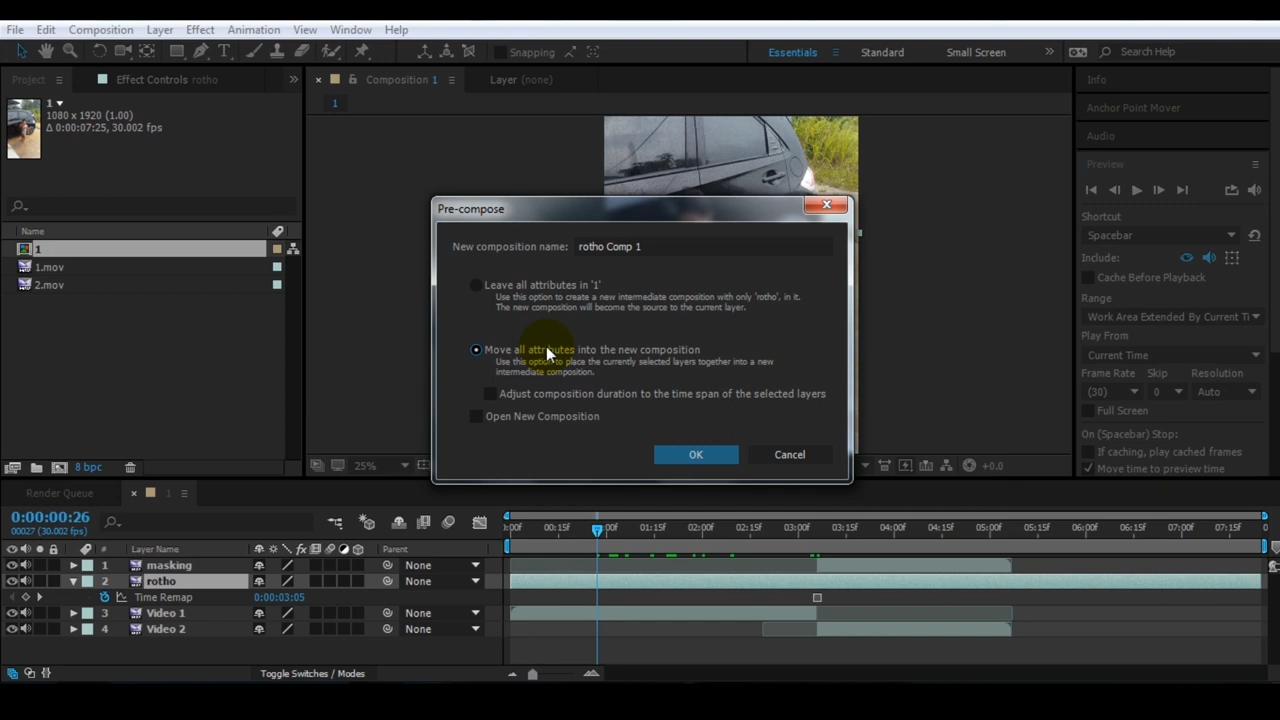 File Edit Composition Layer Effect Animation View Window Help
Snapping Essentials Standard Small Screen Search Help
Project Effect Controls rotho Composition 1 Layer (none) Info
1
1080 x 1920 (1.00)
Δ 0:00:07:25, 30.002 fps
1
Anchor Point Mover
Audio
Preview
Shortcut
Spacebar
Include:
Cache Before Playback
Range
Work Area Extended By Current Ti
Play From
Current Time
Frame Rate Skip Resolution
(30) 0 Auto
Full Screen
On (Spacebar) Stop:
If caching, play cached frames
Move time to preview time
Name
1
1.mov
2.mov
8 bpc
Pre-compose
New composition name: rotho Comp 1
Leave all attributes in '1'
Use this option to create a new intermediate composition with only 'rotho', in it.
The new composition will become the source to the current layer.
Move all attributes into the new composition
Use this option to place the currently selected layers together into a new
intermediate composition.
Adjust composition duration to the time span of the selected layers
Open New Composition
OK Cancel
25% +0.0
Render Queue 1
0:00:00:26
00027 (30.002 fps)
:00f 00:15f :00f 01:15f 02:00f 02:15f 03:00f 03:15f 04:00f 04:15f 05:00f 05:15f 06:00f 06:15f 07:00f 07:15f
# Layer Name Parent
1 masking None
2 rotho None
Time Remap 0:00:03:05
3 Video 1 None
4 Video 2 None
Toggle Switches / Modes